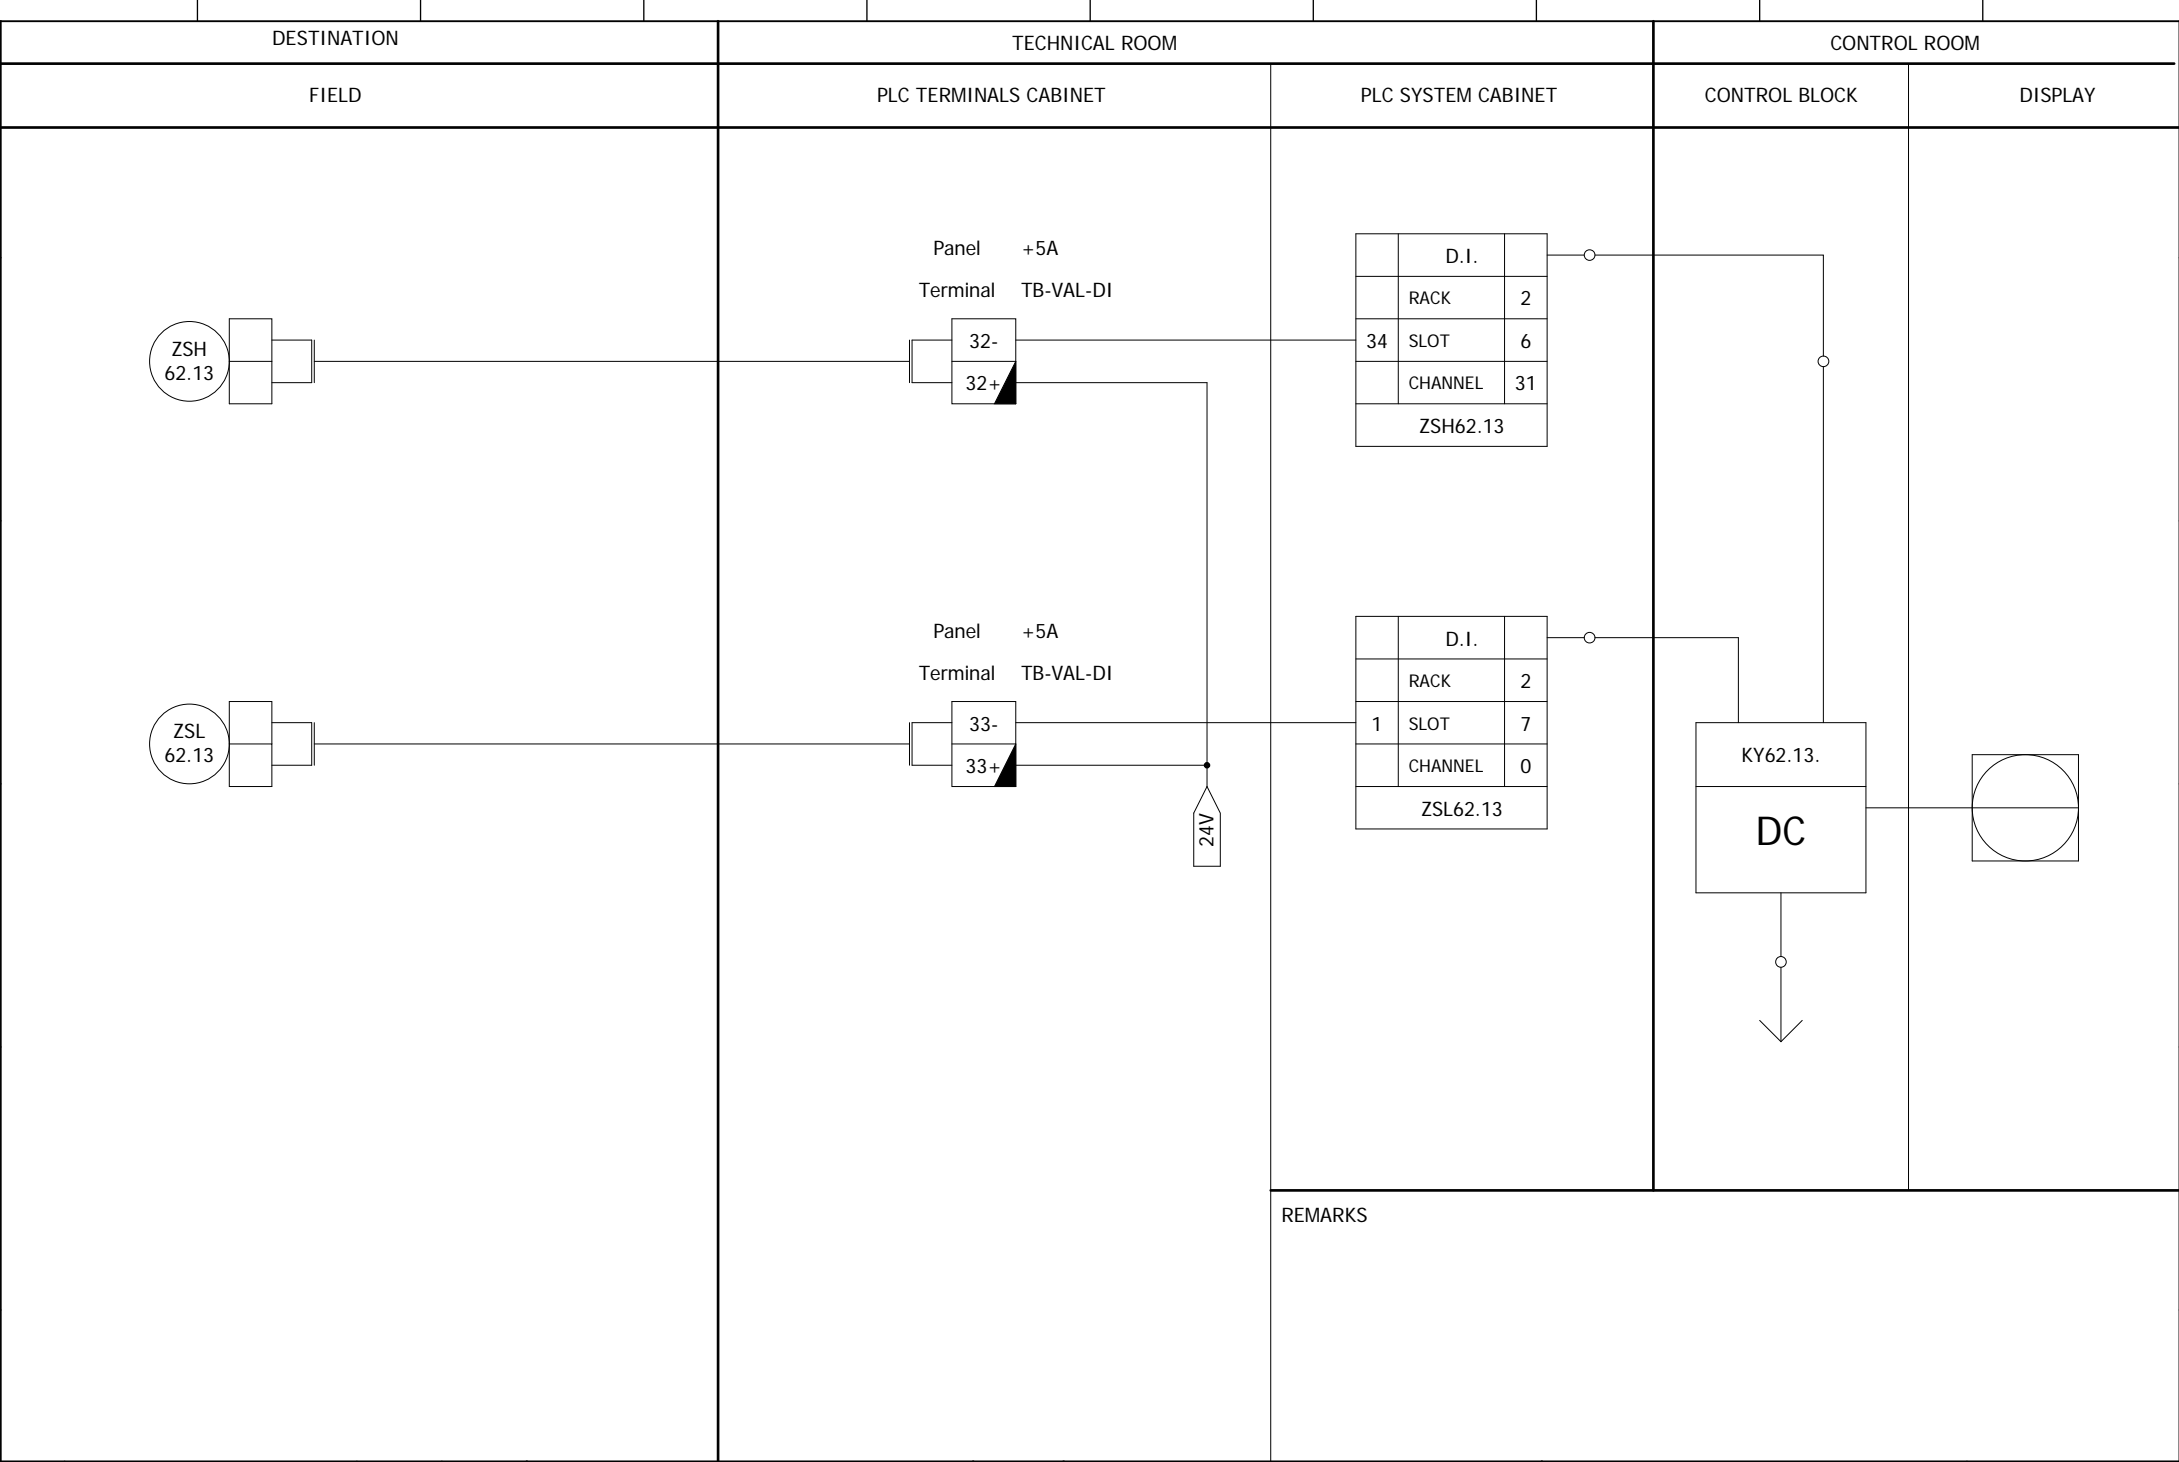 DESTINATION
TECHNICAL ROOM
CONTROL ROOM
FIELD
PLC TERMINALS CABINET
PLC SYSTEM CABINET
CONTROL BLOCK
DISPLAY
Panel +5A
Terminal TB-VAL-DI
ZSH
62.13
32-
32+
D.I.
RACK 2
34 SLOT 6
CHANNEL 31
ZSH62.13
Panel +5A
Terminal TB-VAL-DI
ZSL
62.13
33-
33+
24V
D.I.
RACK 2
1 SLOT 7
CHANNEL 0
ZSL62.13
KY62.13.
DC
REMARKS